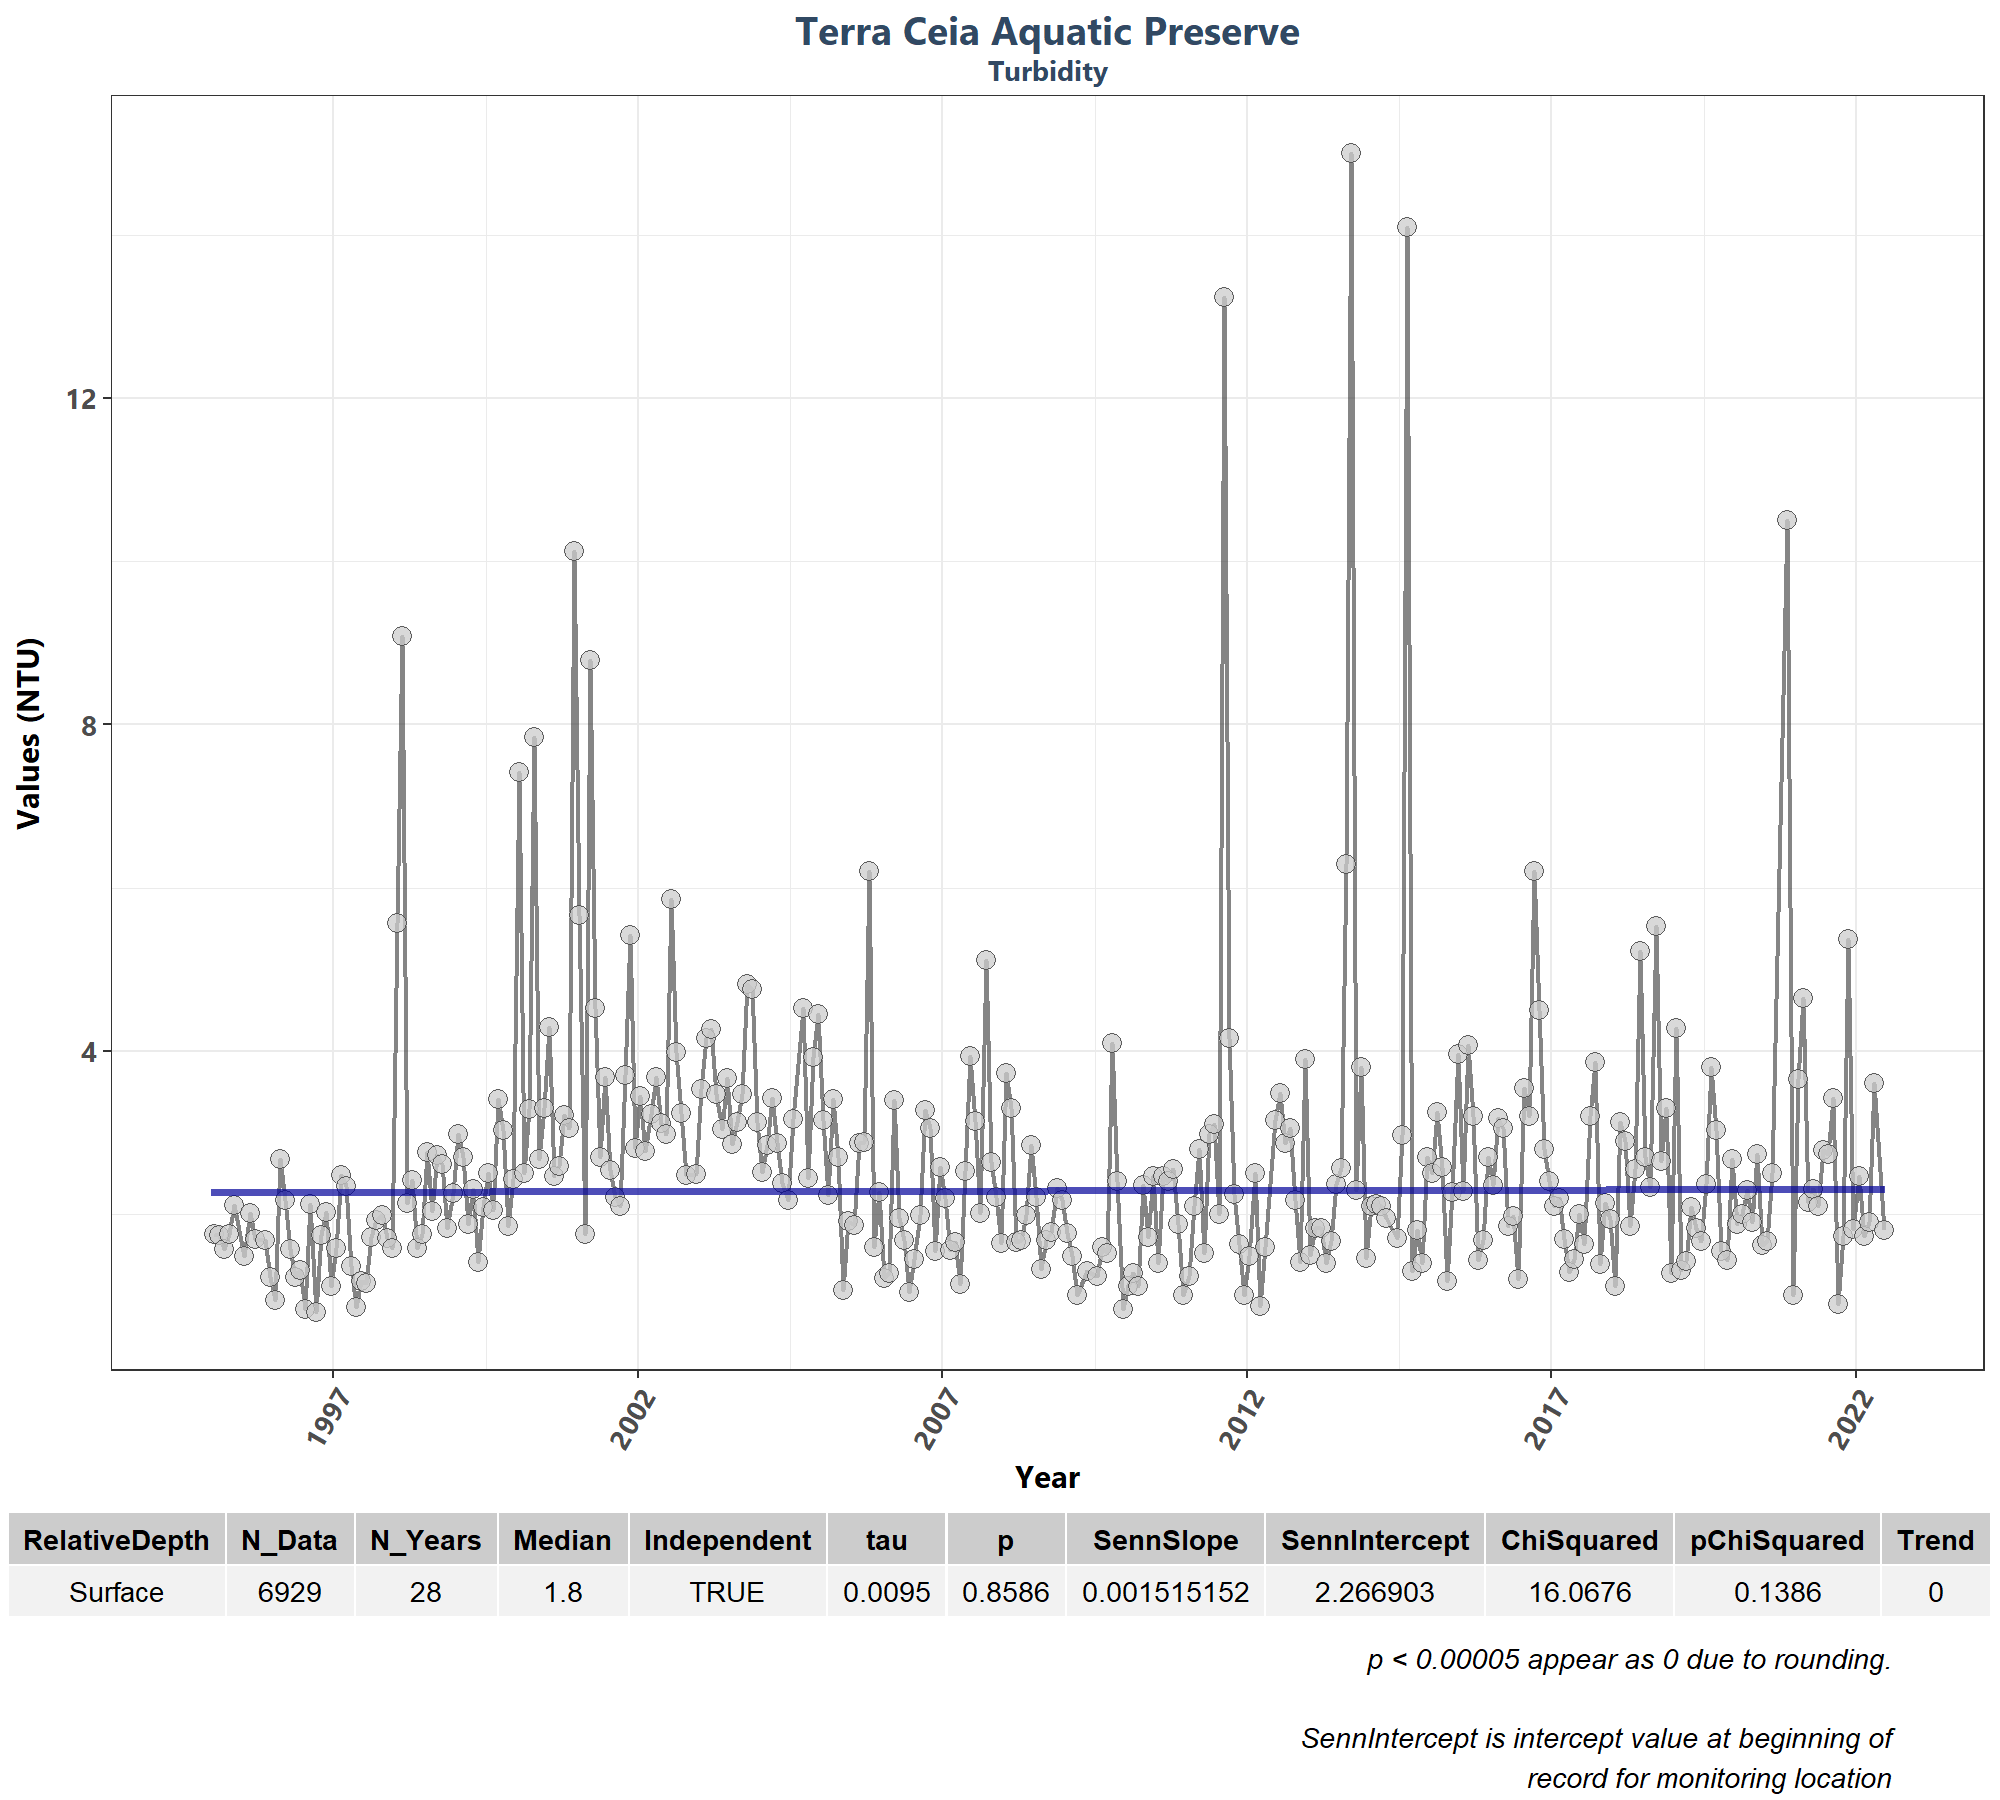 Terra Ceia Aquatic Preserve
Turbidity
Values (NTU)
12
8
4
1997 2002 2007 2012 2017 2022
Year
RelativeDepth N_Data N_Years Median Independent tau p SennSlope SennIntercept ChiSquared pChiSquared Trend
Surface 6929 28 1.8 TRUE 0.0095 0.8586 0.001515152 2.266903 16.0676 0.1386 0
p < 0.00005 appear as 0 due to rounding.
SennIntercept is intercept value at beginning of
record for monitoring location